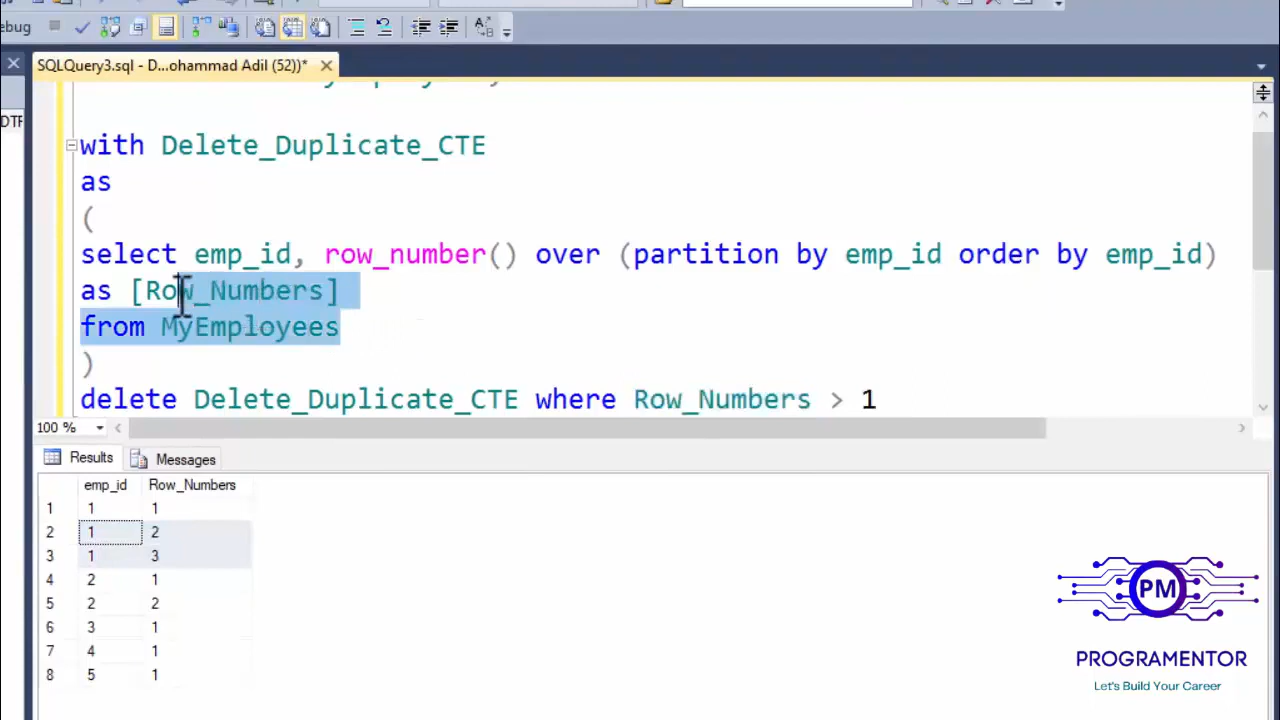 ebug
SQLQuery3.sql - D...ohammad Adil (52))*
DTF
with Delete_Duplicate_CTE
as
(
select emp_id, row_number() over (partition by emp_id order by emp_id)
as [Row_Numbers]
from MyEmployees
)
delete Delete_Duplicate_CTE where Row_Numbers > 1
100 %
Results Messages
emp_id Row_Numbers
1 1 1
2 1 2
3 1 3
4 2 1
5 2 2
6 3 1
7 4 1
8 5 1
PM
PROGRAMENTOR
Let's Build Your Career